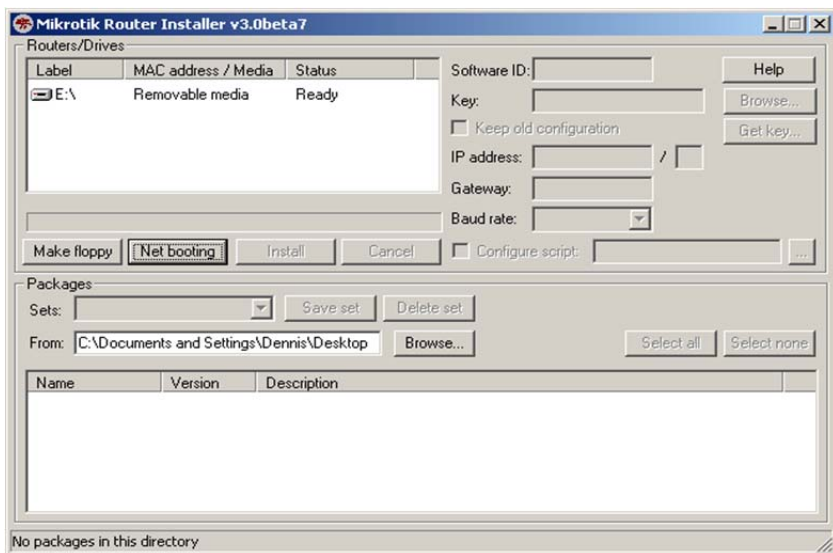 Mikrotik Router Installer v3.0beta7
Routers/Drives
Label MAC address / Media Status
E:\ Removable media Ready
Software ID:
Help
Key:
Browse...
Keep old configuration
Get key...
IP address: /
Gateway:
Baud rate:
Make floppy Net booting Install Cancel
Configure script: ...
Packages
Sets: Save set Delete set
From: C:\Documents and Settings\Dennis\Desktop Browse... Select all Select none
Name Version Description
No packages in this directory